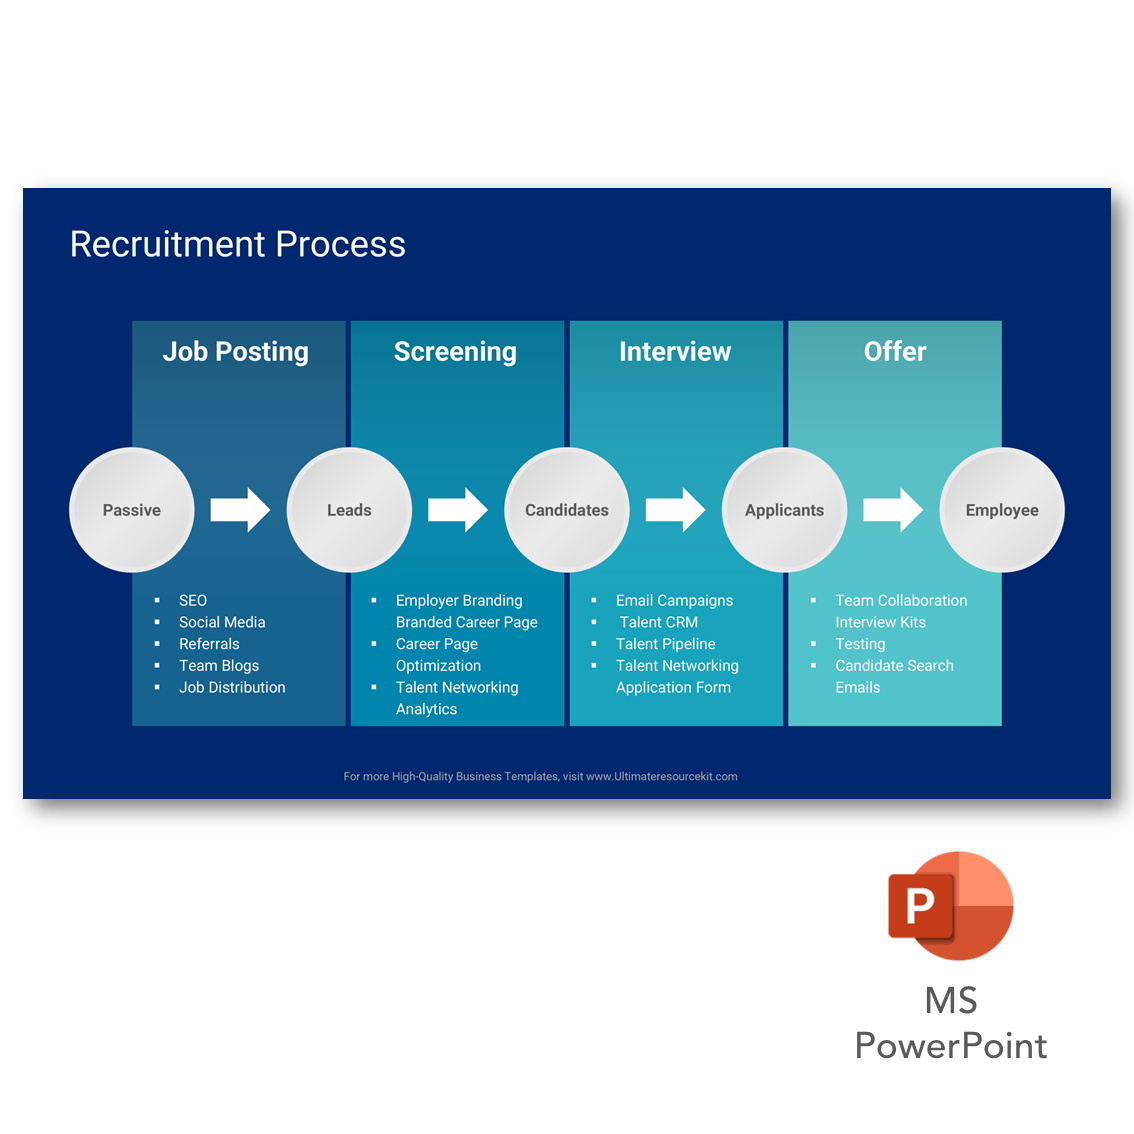 Recruitment Process
Job Posting
Screening
Interview
Offer
Passive
Leads
Candidates
Applicants
Employee
SEO
Social Media
Referrals
Team Blogs
Job Distribution
Employer Branding
Branded Career Page
Career Page
Optimization
Talent Networking
Analytics
Email Campaigns
Talent CRM
Talent Pipeline
Talent Networking
Application Form
Team Collaboration
Interview Kits
Testing
Candidate Search
Emails
For more High-Quality Business Templates, visit www.Ultimateresourcekit.com
P
MS
PowerPoint